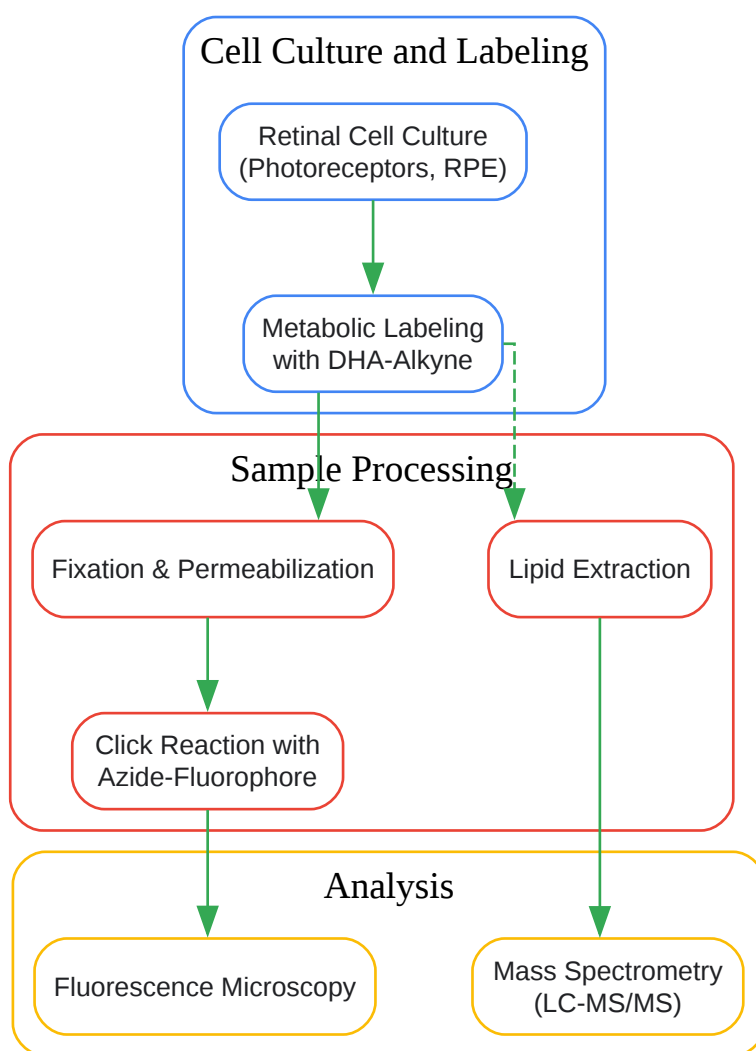 Cell Culture and Labeling
Retinal Cell Culture
(Photoreceptors, RPE)
Metabolic Labeling
with DHA-Alkyne
Sample Processing
Fixation & Permeabilization
Lipid Extraction
Click Reaction with
Azide-Fluorophore
Analysis
Fluorescence Microscopy
Mass Spectrometry
(LC-MS/MS)